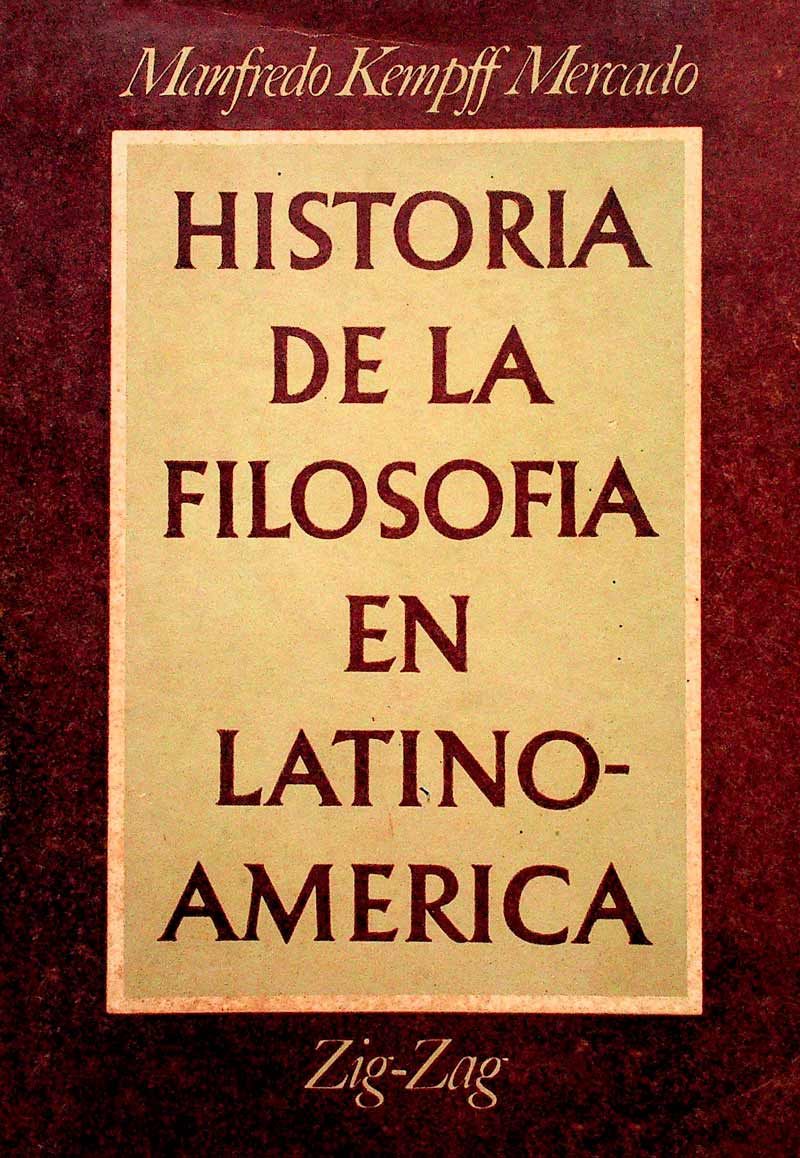 Manfredo Kempff Mercado
HISTORIA
DE LA
FILOSOFIA
EN
LATINO-
AMERICA
Zig-Zag